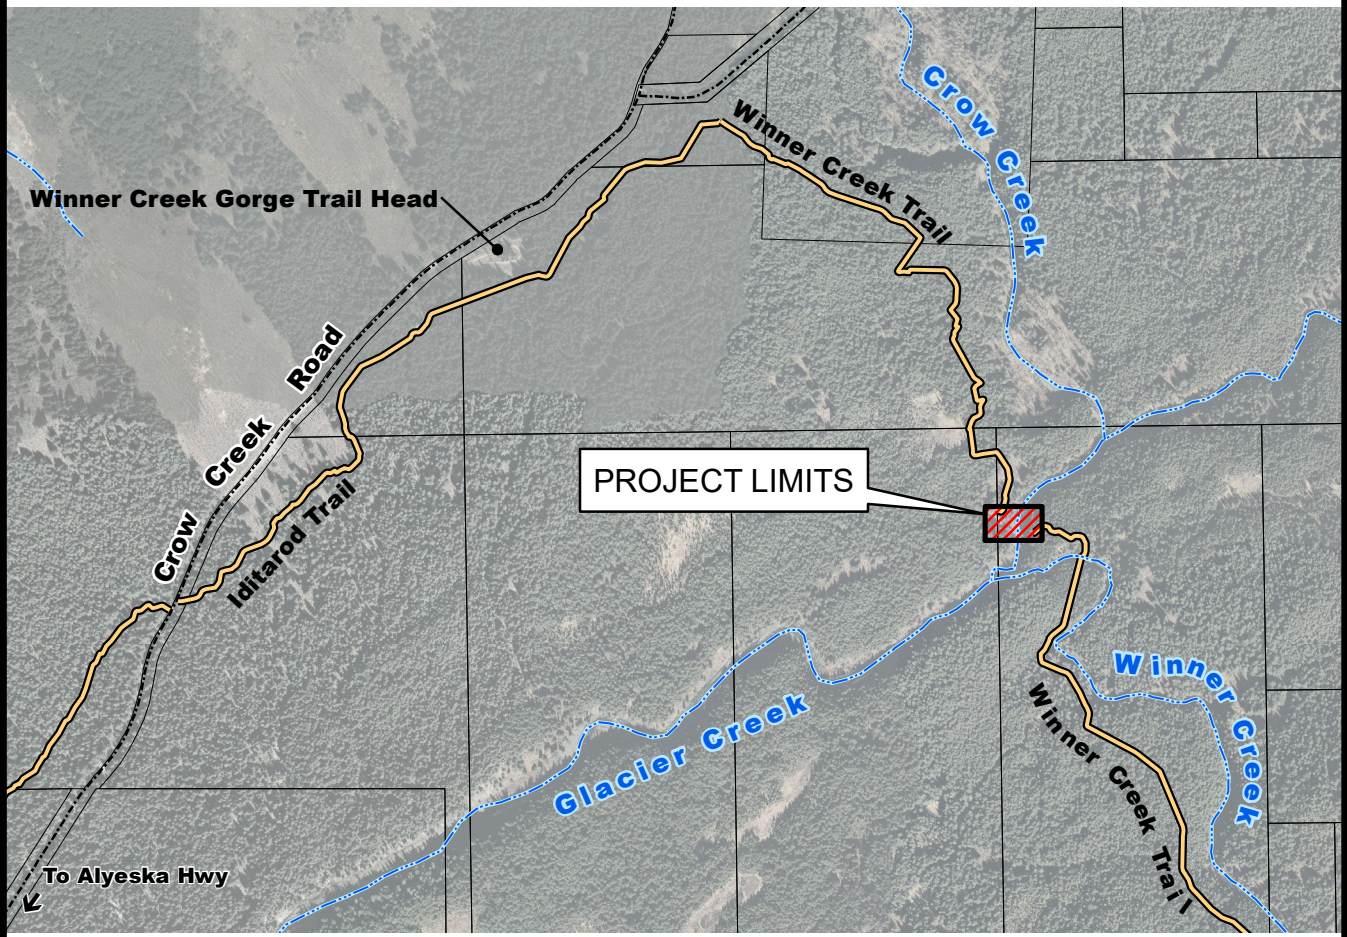 Crow Creek
Winner Creek Trail
Winner Creek Gorge Trail Head
Crow Creek Road
PROJECT LIMITS
Iditarod Trail
Winner Creek
Glacier Creek
Winner Creek Trail
To Alyeska Hwy